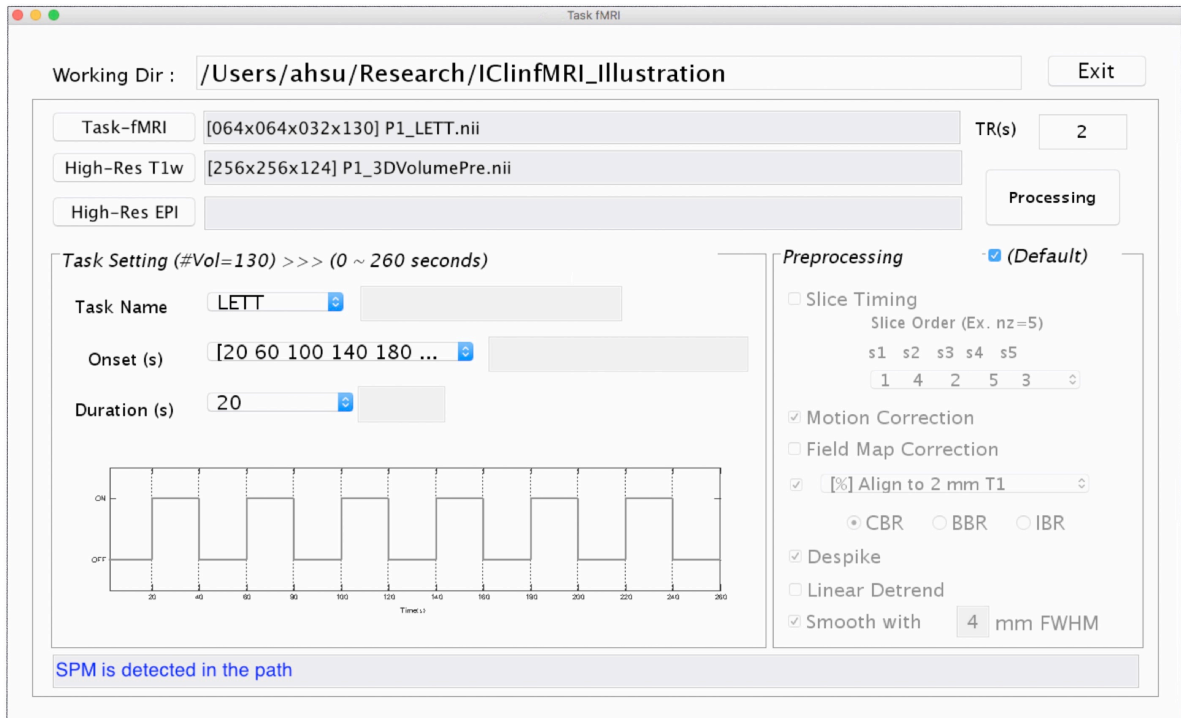 Task fMRI
Working Dir : /Users/ahsu/Research/IClinfMRI_Illustration Exit
Task-fMRI [064x064x032x130] P1_LETT.nii TR(s) 2
High-Res T1w [256x256x124] P1_3DVolumePre.nii
Processing
High-Res EPI
Task Setting (#Vol=130) >>> (0 ~ 260 seconds)
Task Name LETT
Onset (s) [20 60 100 140 180 ...
Duration (s) 20
ON
OFF
20 40 60 80 100 120 140 160 180 200 220 240 260
Time(s)
Preprocessing (Default)
Slice Timing
Slice Order (Ex. nz=5)
s1 s2 s3 s4 s5
1 4 2 5 3
Motion Correction
Field Map Correction
[%] Align to 2 mm T1
CBR BBR IBR
Despike
Linear Detrend
Smooth with 4 mm FWHM
SPM is detected in the path